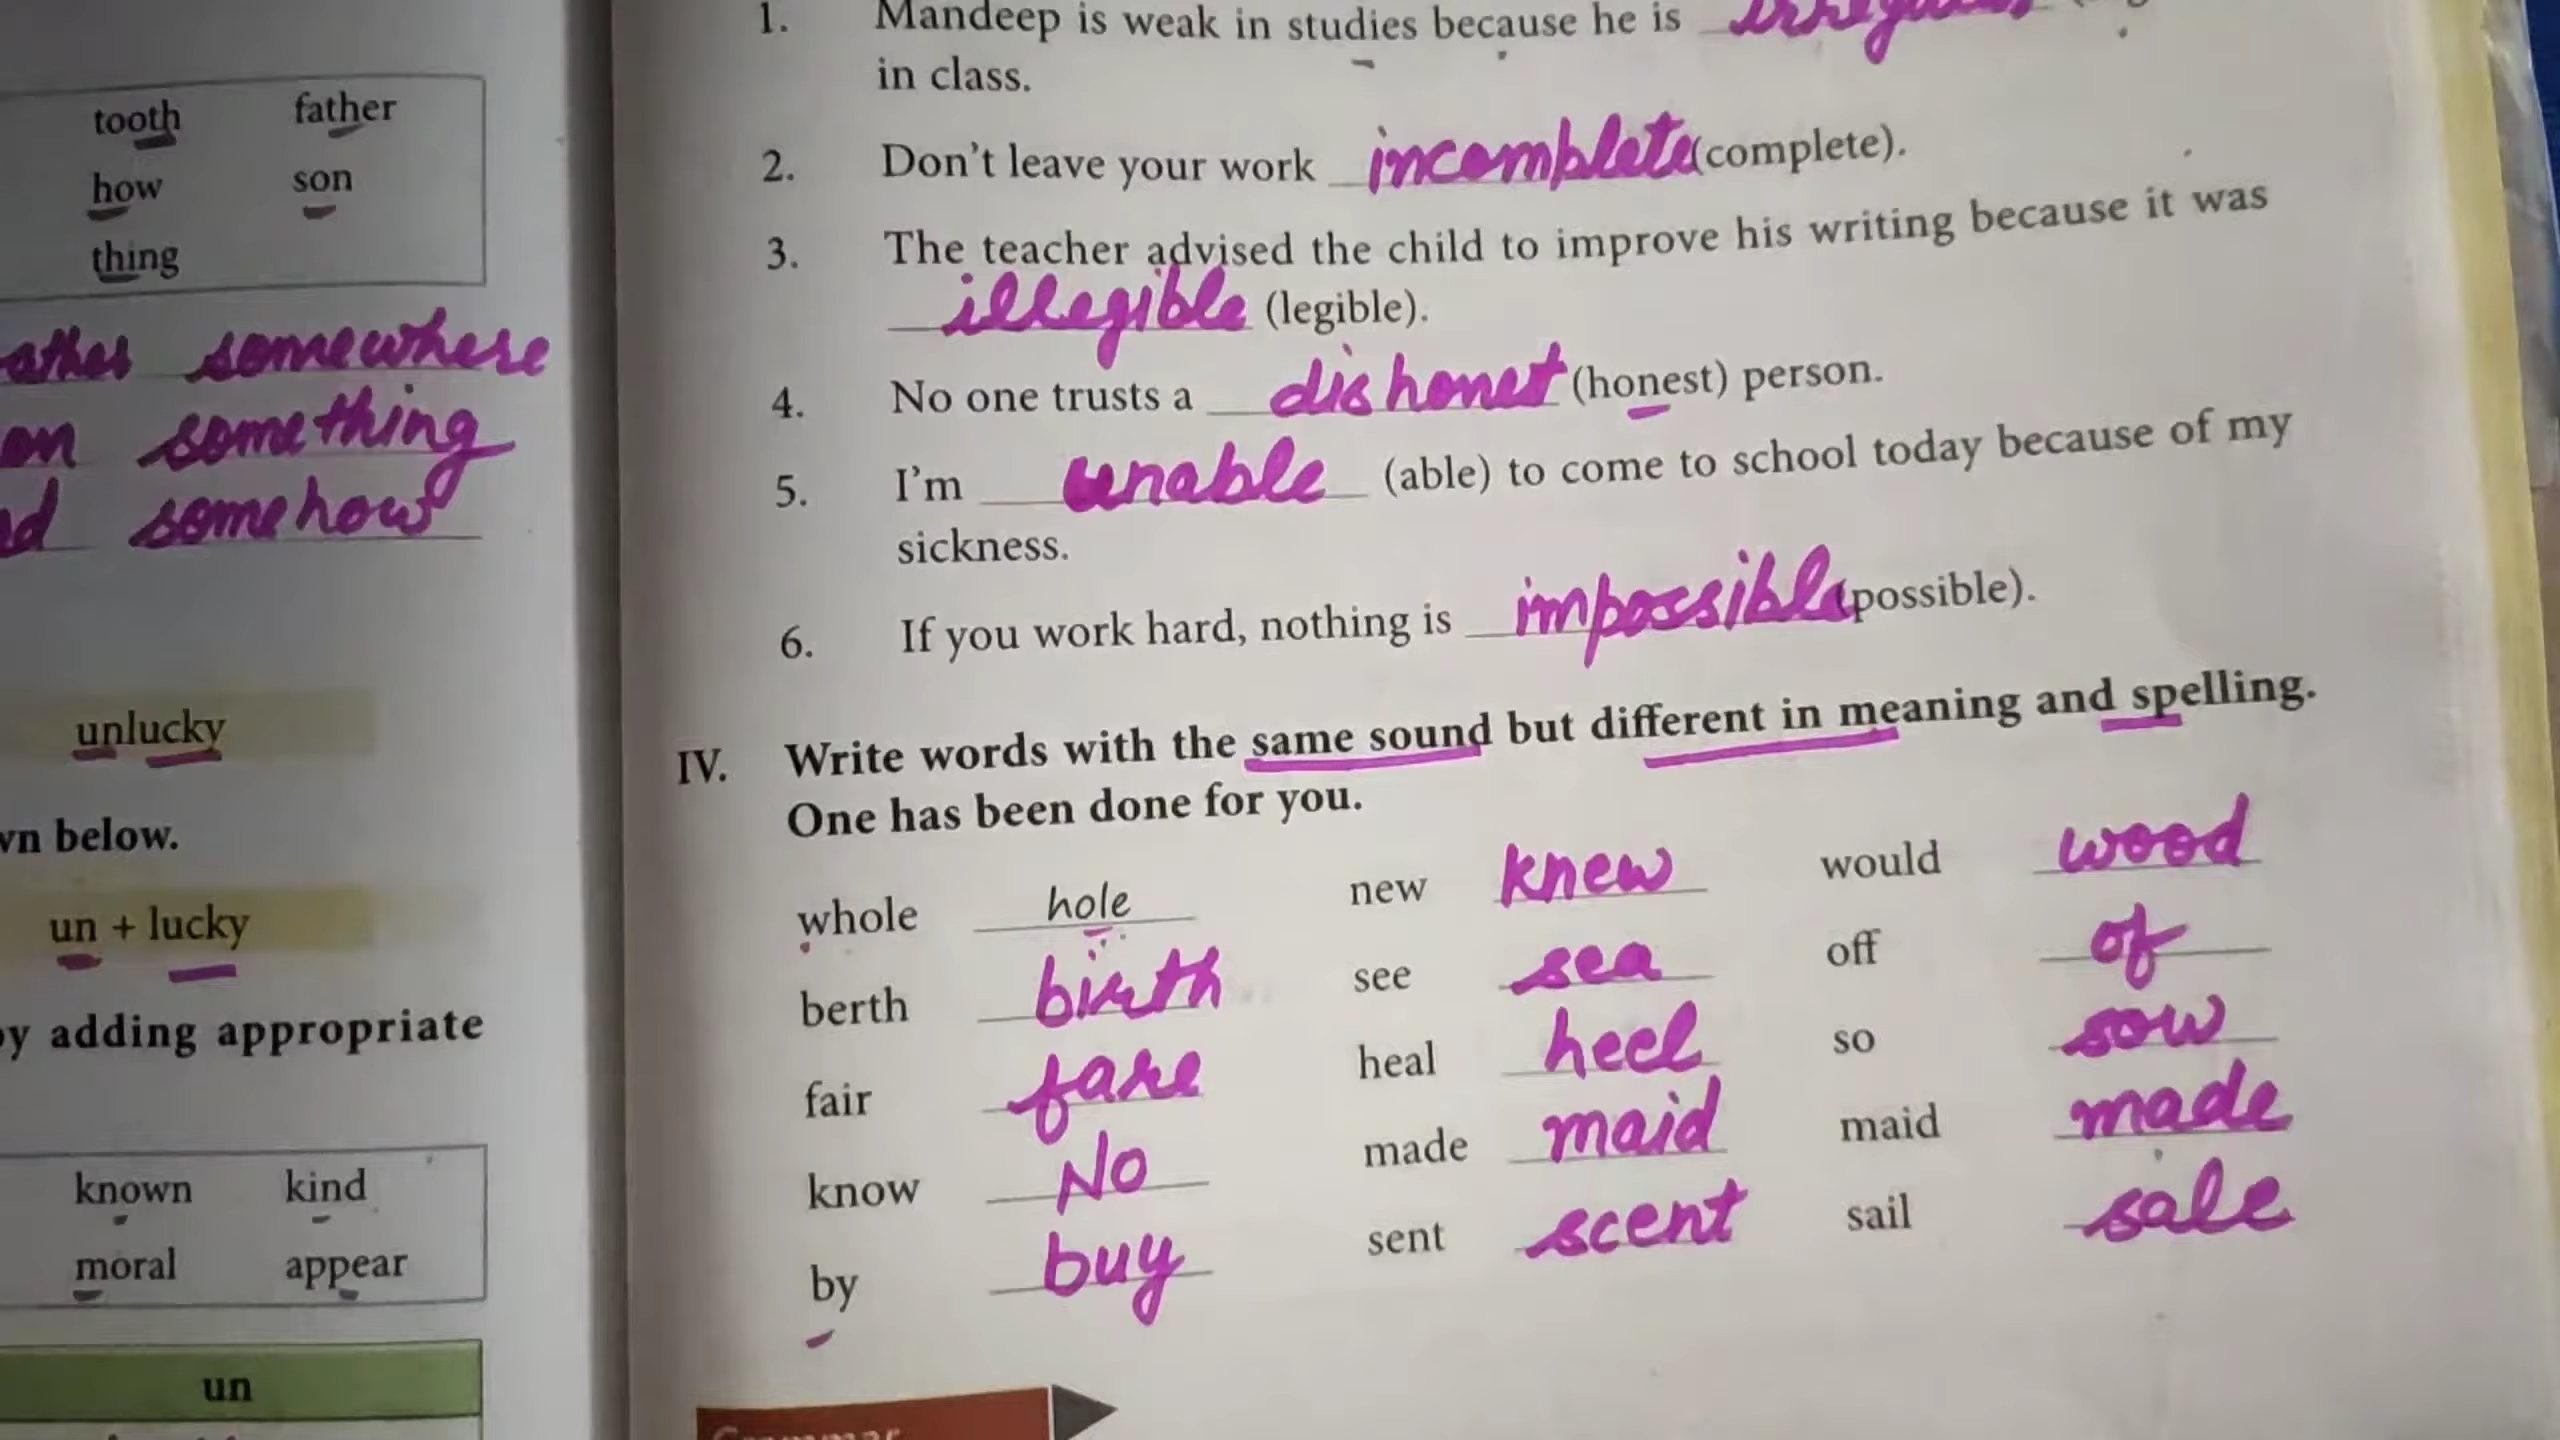 tooth father
how son
thing
somewhere
on something
somehow
unlucky
wn below.
un + lucky
by adding appropriate
known kind
moral appear
un
1. Mandeep is weak in studies because he is irregular
in class.
2. Don't leave your work incomplete (complete).
3. The teacher advised the child to improve his writing because it was
illegible (legible).
4. No one trusts a dishonest (honest) person.
5. I'm unable (able) to come to school today because of my
sickness.
6. If you work hard, nothing is impossible (possible).
IV. Write words with the same sound but different in meaning and spelling.
One has been done for you.
whole hole new knew would wood
berth birth see sea off of
fair fare heal heel so sow
know No made maid maid made
by buy sent scent sail sale
Grammar